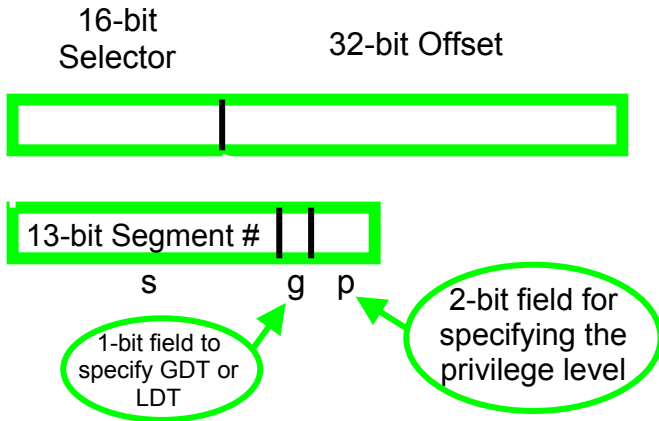 16-bit
Selector
32-bit Offset
13-bit Segment #
s
g
p
1-bit field to
specify GDT or
LDT
2-bit field for
specifying the
privilege level